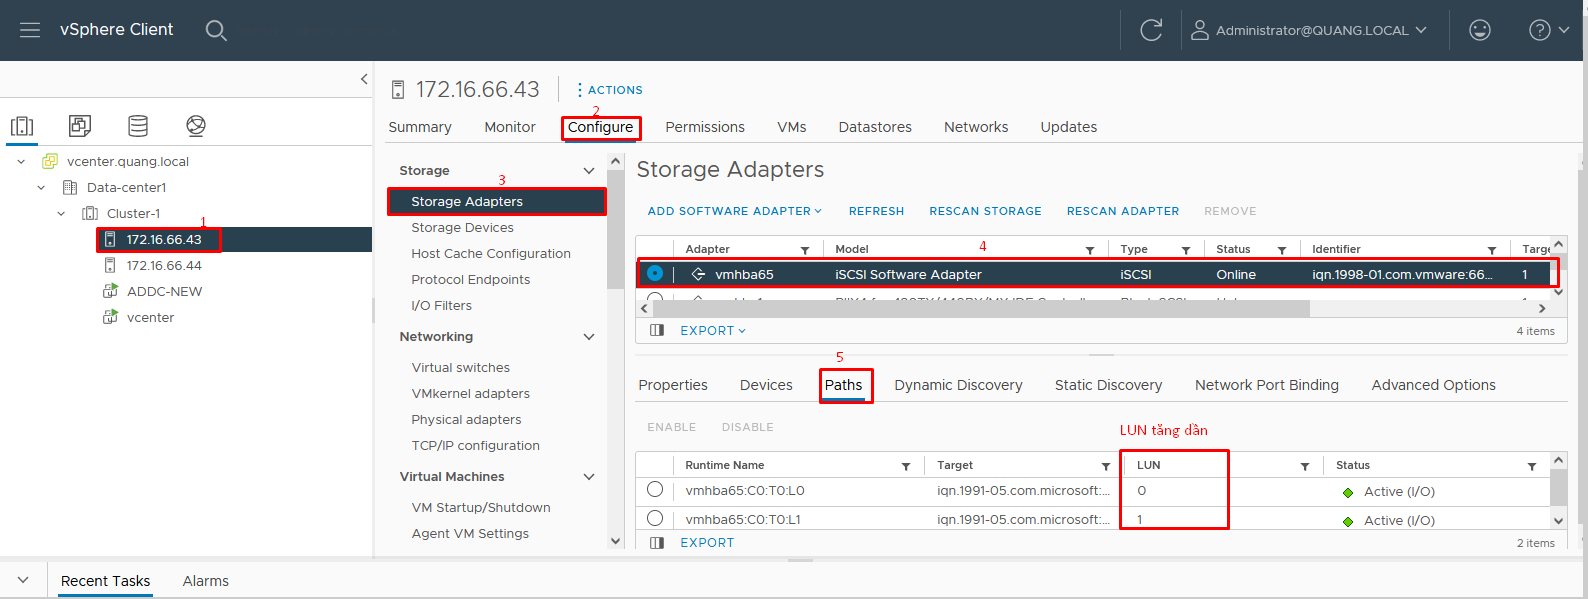 vSphere Client
Administrator@QUANG.LOCAL
172.16.66.43
ACTIONS
2
Summary Monitor Configure Permissions VMs Datastores Networks Updates
vcenter.quang.local
Data-center1
Cluster-1
1
172.16.66.43
172.16.66.44
ADDC-NEW
vcenter
Storage
3
Storage Adapters
Storage Devices
Host Cache Configuration
Protocol Endpoints
I/O Filters
Networking
Virtual switches
VMkernel adapters
Physical adapters
TCP/IP configuration
Virtual Machines
VM Startup/Shutdown
Agent VM Settings
Storage Adapters
ADD SOFTWARE ADAPTER REFRESH RESCAN STORAGE RESCAN ADAPTER REMOVE
4
Adapter Model Type Status Identifier Targe
vmhba65 iSCSI Software Adapter iSCSI Online iqn.1998-01.com.vmware:66... 1
EXPORT 4 items
5
Properties Devices Paths Dynamic Discovery Static Discovery Network Port Binding Advanced Options
ENABLE DISABLE
LUN tăng dần
Runtime Name Target LUN Status
vmhba65:C0:T0:L0 iqn.1991-05.com.microsoft:... 0 Active (I/O)
vmhba65:C0:T0:L1 iqn.1991-05.com.microsoft:... 1 Active (I/O)
EXPORT 2 items
Recent Tasks Alarms